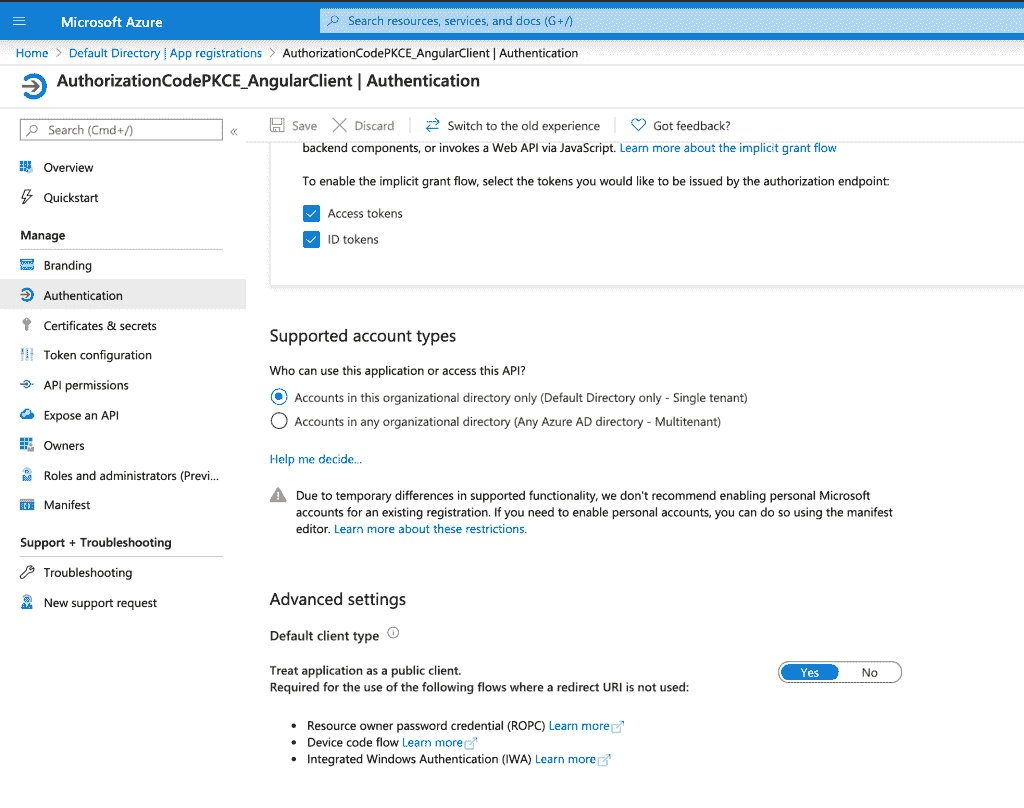 Microsoft Azure
Search resources, services, and docs (G+/)
Home > Default Directory | App registrations > AuthorizationCodePKCE_AngularClient | Authentication
AuthorizationCodePKCE_AngularClient | Authentication
Search (Cmd+/)
«
Overview
Quickstart
Manage
Branding
Authentication
Certificates & secrets
Token configuration
API permissions
Expose an API
Owners
Roles and administrators (Previ...
Manifest
Support + Troubleshooting
Troubleshooting
New support request
Save Discard Switch to the old experience Got feedback?
backend components, or invokes a Web API via JavaScript. Learn more about the implicit grant flow
To enable the implicit grant flow, select the tokens you would like to be issued by the authorization endpoint:
Access tokens
ID tokens
Supported account types
Who can use this application or access this API?
Accounts in this organizational directory only (Default Directory only - Single tenant)
Accounts in any organizational directory (Any Azure AD directory - Multitenant)
Help me decide...
Due to temporary differences in supported functionality, we don't recommend enabling personal Microsoft
accounts for an existing registration. If you need to enable personal accounts, you can do so using the manifest
editor. Learn more about these restrictions.
Advanced settings
Default client type
Treat application as a public client.
Required for the use of the following flows where a redirect URI is not used:
Yes No
• Resource owner password credential (ROPC) Learn more
• Device code flow Learn more
• Integrated Windows Authentication (IWA) Learn more